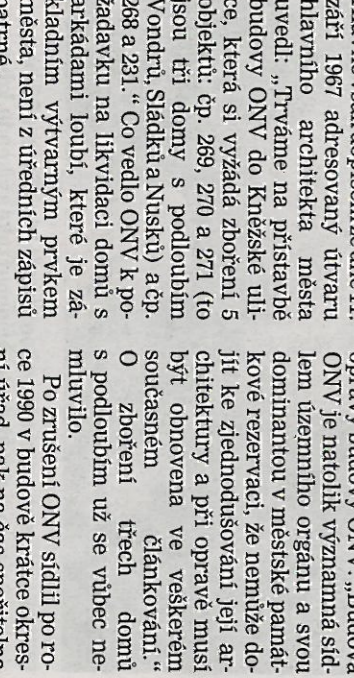 září 1967 adresovaný útvaru
hlavního architekta města
uvedl: „Trváme na přístavbě
budovy ONV do Kněžské uli-
ce, která si vyžádá zboření 5
objektů: čp. 269, 270 a 271 (to
jsou tři domy s podloubím
Vondrů, Sládků a Nusků) a čp.
268 a 231.“ Co vedlo ONV k po-
žadavku na likvidaci domů s
arkádami loubí, které je zá-
kladním výtvarným prvkem
města, není z úředních zápisů
patrné.
ONV je natolik významná síd-
lem územního orgánu a svou
dominantou v městské památ-
kové rezervaci, že nemůže do-
jít ke zjednodušování její ar-
chitektury a při opravě musí
být obnovena ve veškerém
současném článkování.“
O zboření třech domů
s podloubím už se vůbec ne-
mluvilo.
Po zrušení ONV sídlil po ro-
ce 1990 v budově krátce okres-